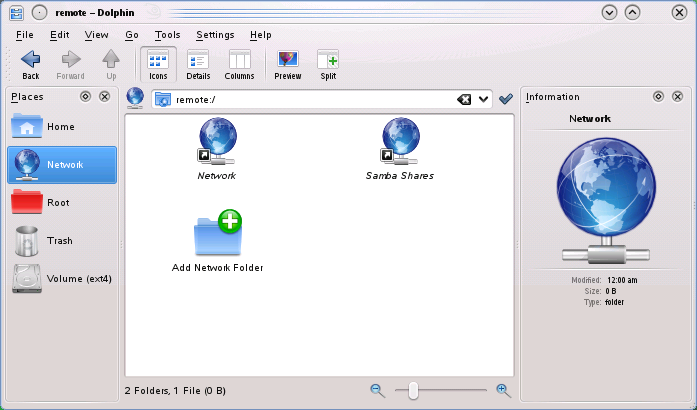 remote – Dolphin
File Edit View Go Tools Settings Help
Back Forward Up Icons Details Columns Preview Split
Places
Home
Network
Root
Trash
Volume (ext4)
remote:/
Network
Samba Shares
Add Network Folder
2 Folders, 1 File (0 B)
Information
Network
Modified: 12:00 am
Size: 0 B
Type: folder